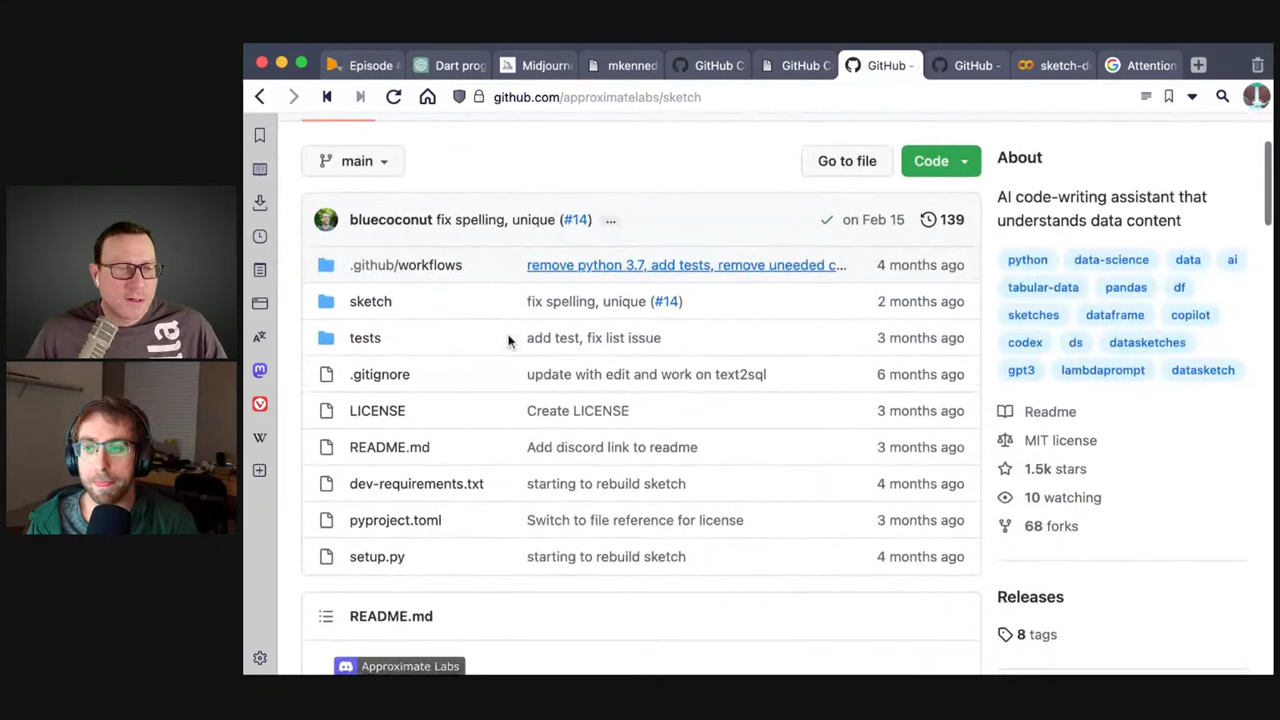 Episode
Dart prog
Midjourn
mkenned
GitHub C
GitHub C
GitHub -
GitHub -
sketch-d
Attention
github.com/approximatelabs/sketch
main
Go to file
Code
About
AI code-writing assistant that
understands data content
bluecoconut fix spelling, unique (#14) ...
on Feb 15
139
.github/workflows
remove python 3.7, add tests, remove uneeded c...
4 months ago
python
data-science
data
ai
tabular-data
pandas
df
sketch
fix spelling, unique (#14)
2 months ago
sketches
dataframe
copilot
tests
add test, fix list issue
3 months ago
codex
ds
datasketches
.gitignore
update with edit and work on text2sql
6 months ago
gpt3
lambdaprompt
datasketch
LICENSE
Create LICENSE
3 months ago
Readme
README.md
Add discord link to readme
3 months ago
MIT license
dev-requirements.txt
starting to rebuild sketch
4 months ago
1.5k stars
10 watching
pyproject.toml
Switch to file reference for license
3 months ago
68 forks
setup.py
starting to rebuild sketch
4 months ago
Releases
README.md
8 tags
Approximate Labs
W